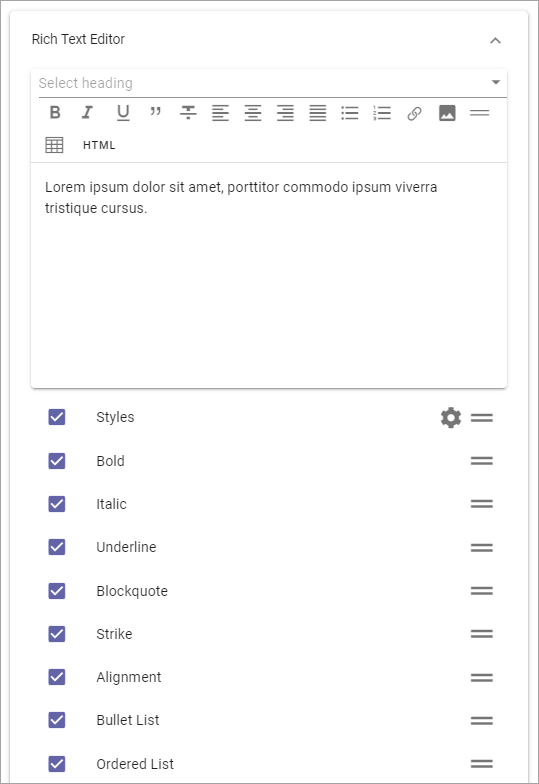 Rich Text Editor
Select heading
HTML
Lorem ipsum dolor sit amet, porttitor commodo ipsum viverra
tristique cursus.
Styles
Bold
Italic
Underline
Blockquote
Strike
Alignment
Bullet List
Ordered List